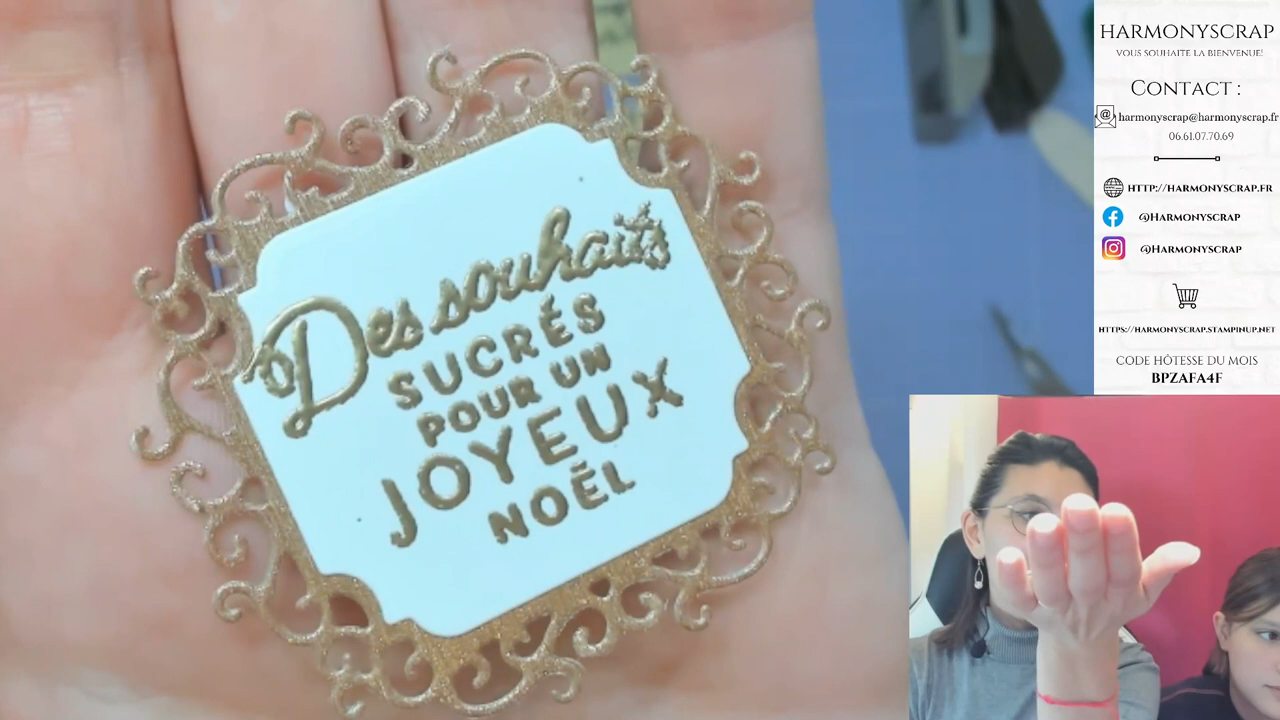 Des souhaits
SUCRÉS
POUR UN
JOYEUX
NOËL
HARMONYSCRAP
VOUS SOUHAITE LA BIENVENUE!
CONTACT :
harmonyscrap@harmonyscrap.fr
06.61.07.70.69
HTTP://HARMONYSCRAP.FR
@HARMONYSCRAP
@HARMONYSCRAP
HTTPS://HARMONYSCRAP.STAMPINUP.NET
CODE HÔTESSE DU MOIS
BPZAFA4F